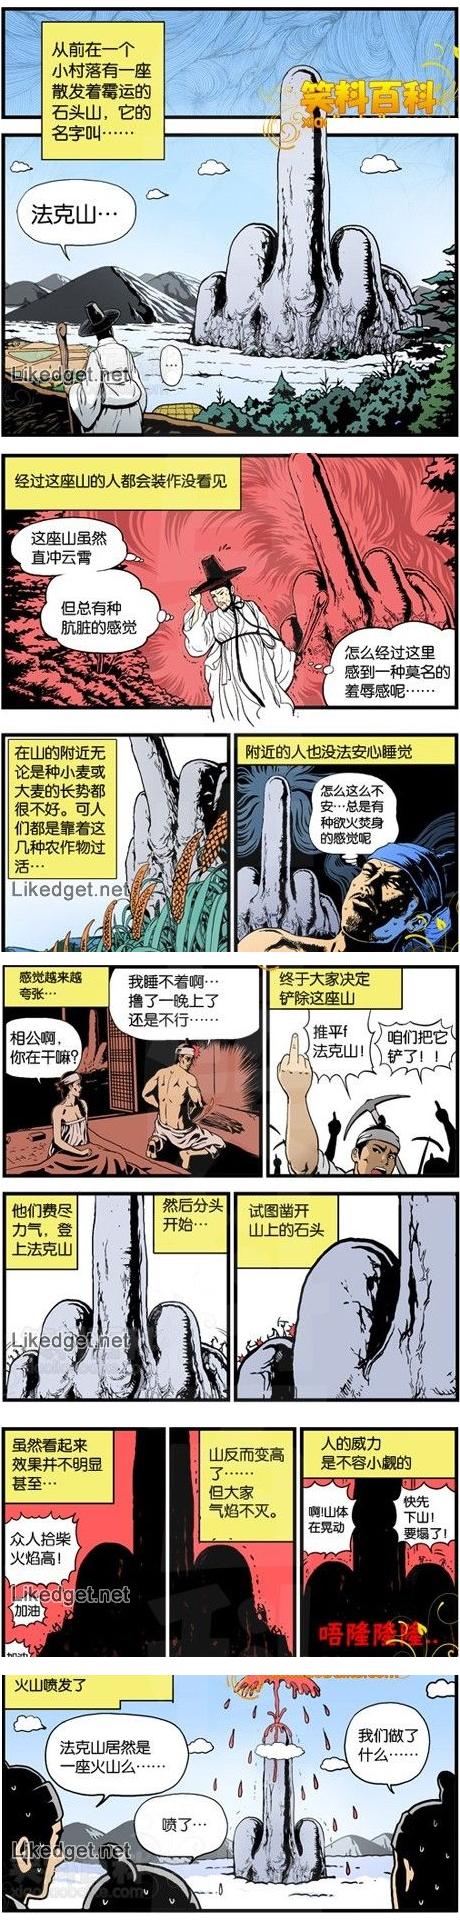 从前在一个
小村落有一座
散发着霉运的
石头山，它的
名字叫……
笑料百科
法克山…
…
Likedget.net
经过这座山的人都会装作没看见
这座山虽然
直冲云霄
但总有种
肮脏的感觉
怎么经过这里
感到一种莫名的
羞辱感呢……
在山的附近无
论是种小麦或
大麦的长势都
很不好。可人
们都是靠着这
几种农作物过
活…
Likedget.net
附近的人也没法安心睡觉
怎么这么不
安…总是有
种欲火焚身
的感觉呢
感觉越来越
夸张…
相公啊，
你在干嘛？
我睡不着啊…
撸了一晚上了
还是不行……
终于大家决定
铲除这座山
推平f
法克山！
咱们把它
铲了！！
他们费尽
力气，登
上法克山
然后分头
开始…
Likedget.net
试图凿开
山上的石头
虽然看起来
效果并不明显
甚至…
众人拾柴
火焰高！
Likedget.net
加油
加油
山反而变高
了……
但大家
气焰不灭。
人的威力
是不容小觑的
啊！山体
在晃动
快先
下山！
要塌了！
唔隆隆隆..
火山喷发了
法克山居然是
一座火山么……
喷了…
我们做了
什么…
Likedget.net